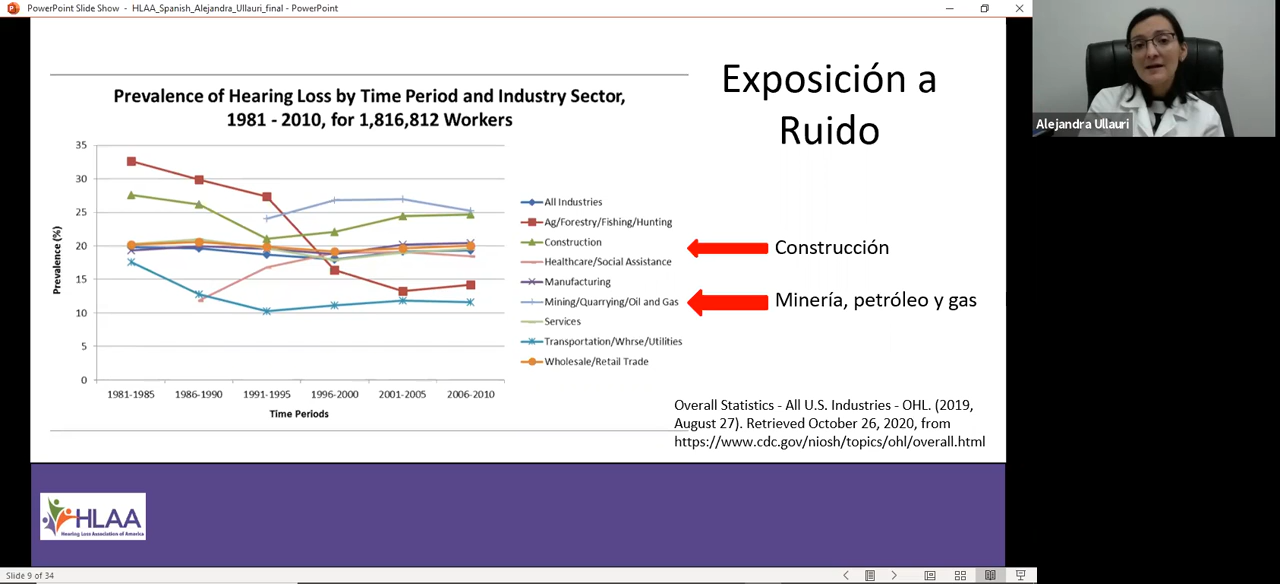 PowerPoint Slide Show - HLAA_Spanish_Alejandra_Ullauri_final - PowerPoint
Alejandra Ullauri
Exposición a
Ruido
Prevalence of Hearing Loss by Time Period and Industry Sector,
1981 - 2010, for 1,816,812 Workers
Prevalence (%)
35
30
25
20
15
10
5
0
1981-1985 1986-1990 1991-1995 1996-2000 2001-2005 2006-2010
Time Periods
All Industries
Ag/Forestry/Fishing/Hunting
Construction
Healthcare/Social Assistance
Manufacturing
Mining/Quarrying/Oil and Gas
Services
Transportation/Whrse/Utilities
Wholesale/Retail Trade
Construcción
Minería, petróleo y gas
Overall Statistics - All U.S. Industries - OHL. (2019,
August 27). Retrieved October 26, 2020, from
https://www.cdc.gov/niosh/topics/ohl/overall.html
HLAA
Hearing Loss Association of America
Slide 9 of 34